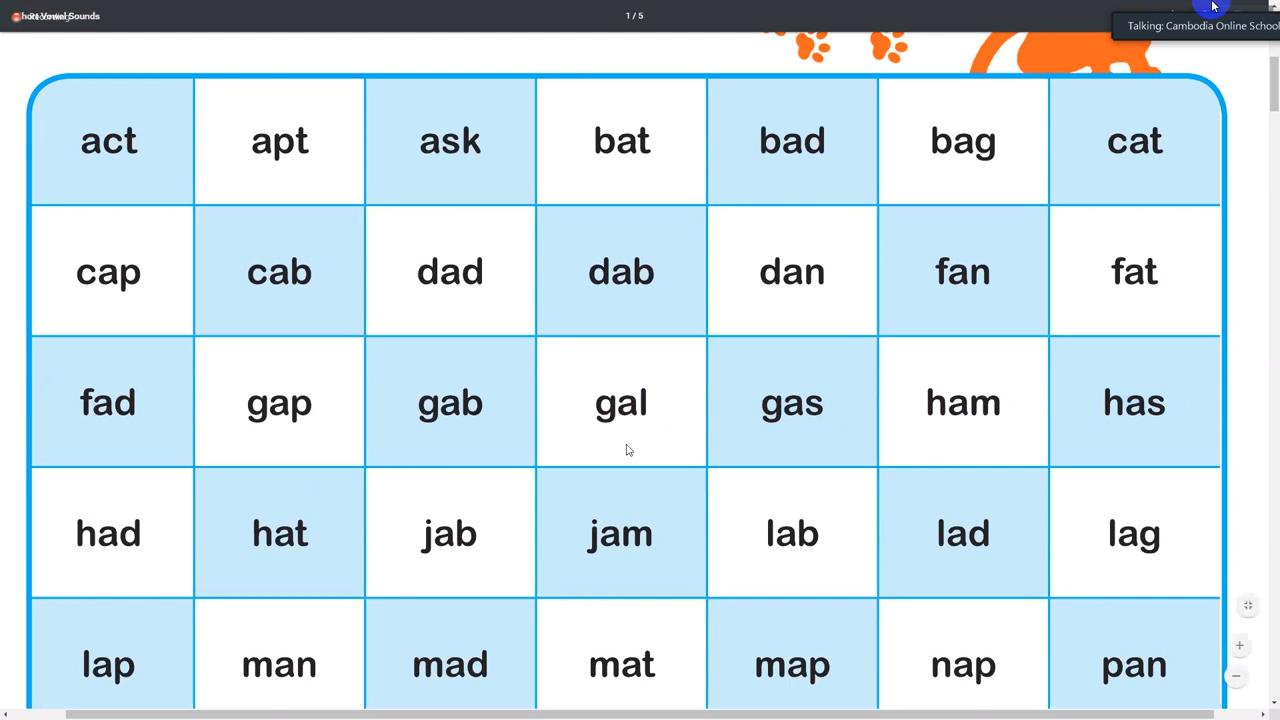 Short Vowel Sounds
1 / 5
Talking: Cambodia Online School
act apt ask bat bad bag cat
cap cab dad dab dan fan fat
fad gap gab gal gas ham has
had hat jab jam lab lad lag
lap man mad mat map nap pan